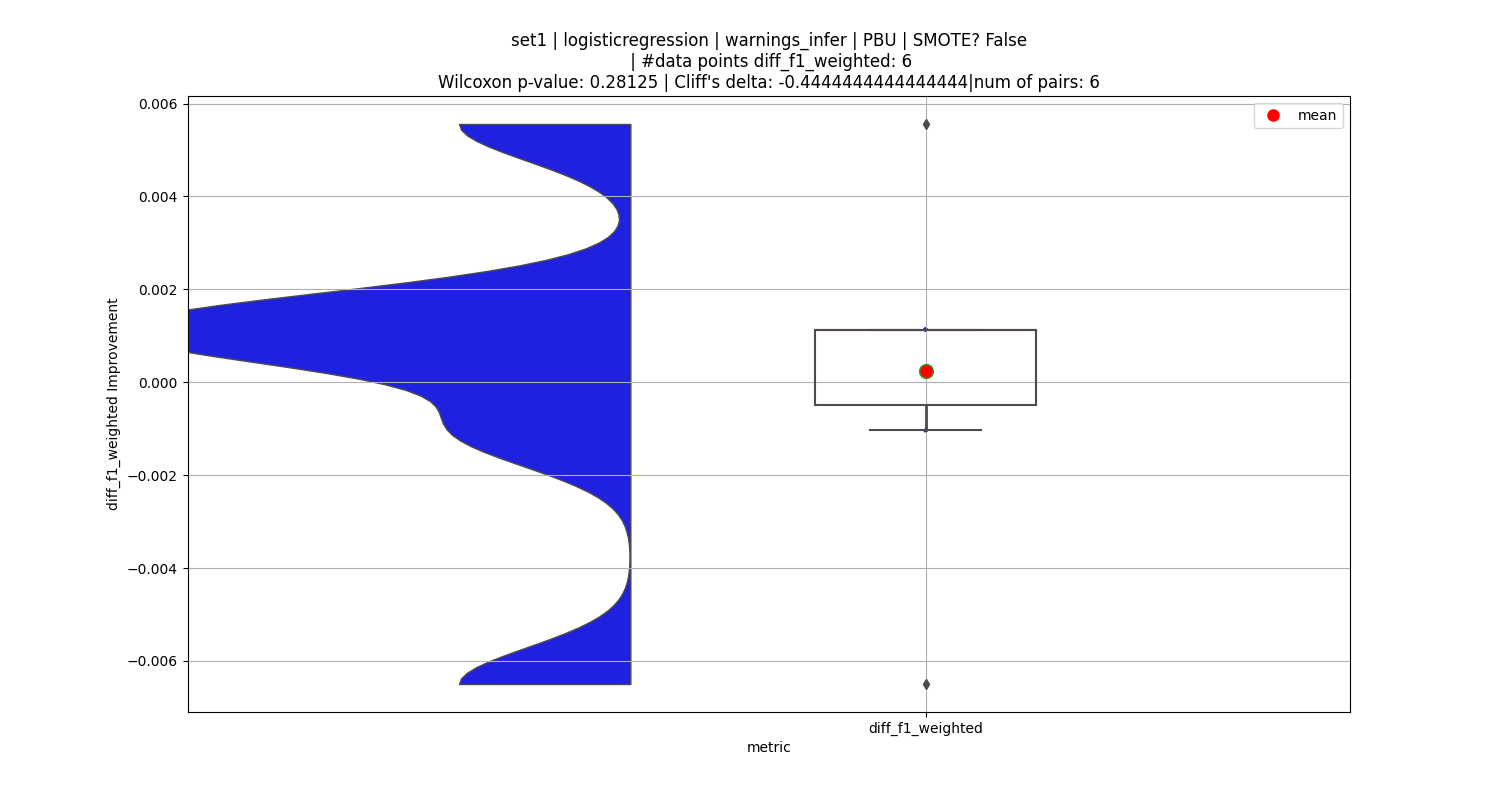 set1 | logisticregression | warnings_infer | PBU | SMOTE? False
| #data points diff_f1_weighted: 6
Wilcoxon p-value: 0.28125 | Cliff's delta: -0.4444444444444444|num of pairs: 6
mean
0.006
0.004
0.002
0.000
−0.002
−0.004
−0.006
diff_f1_weighted Improvement
diff_f1_weighted
metric